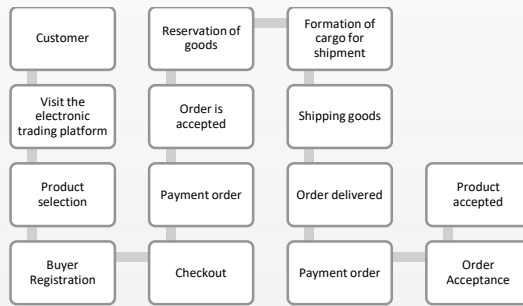 Customer
Visit the
electronic
trading platform
Product
selection
Buyer
Registration
Checkout
Payment order
Order is
accepted
Reservation of
goods
Formation of
cargo for
shipment
Shipping goods
Order delivered
Payment order
Order
Acceptance
Product
accepted